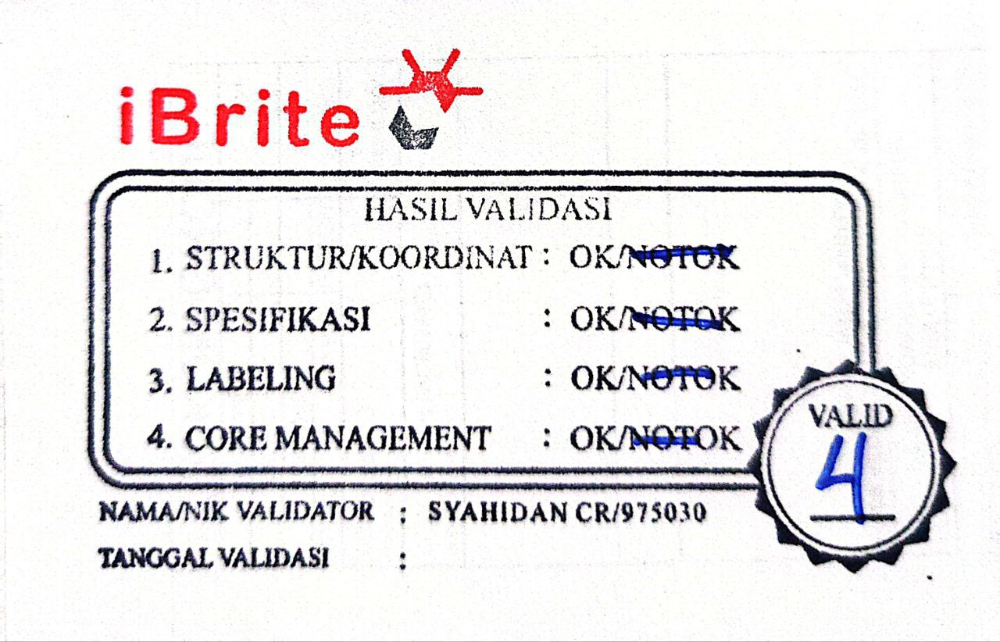 iBrite
HASIL VALIDASI
1. STRUKTUR/KOORDINAT : OK/NOTOK
2. SPESIFIKASI : OK/NOTOK
3. LABELING : OK/NOTOK
4. CORE MANAGEMENT : OK/NOTOK
VALID
4
NAMA/NIK VALIDATOR : SYAHIDAN CR/975030
TANGGAL VALIDASI :